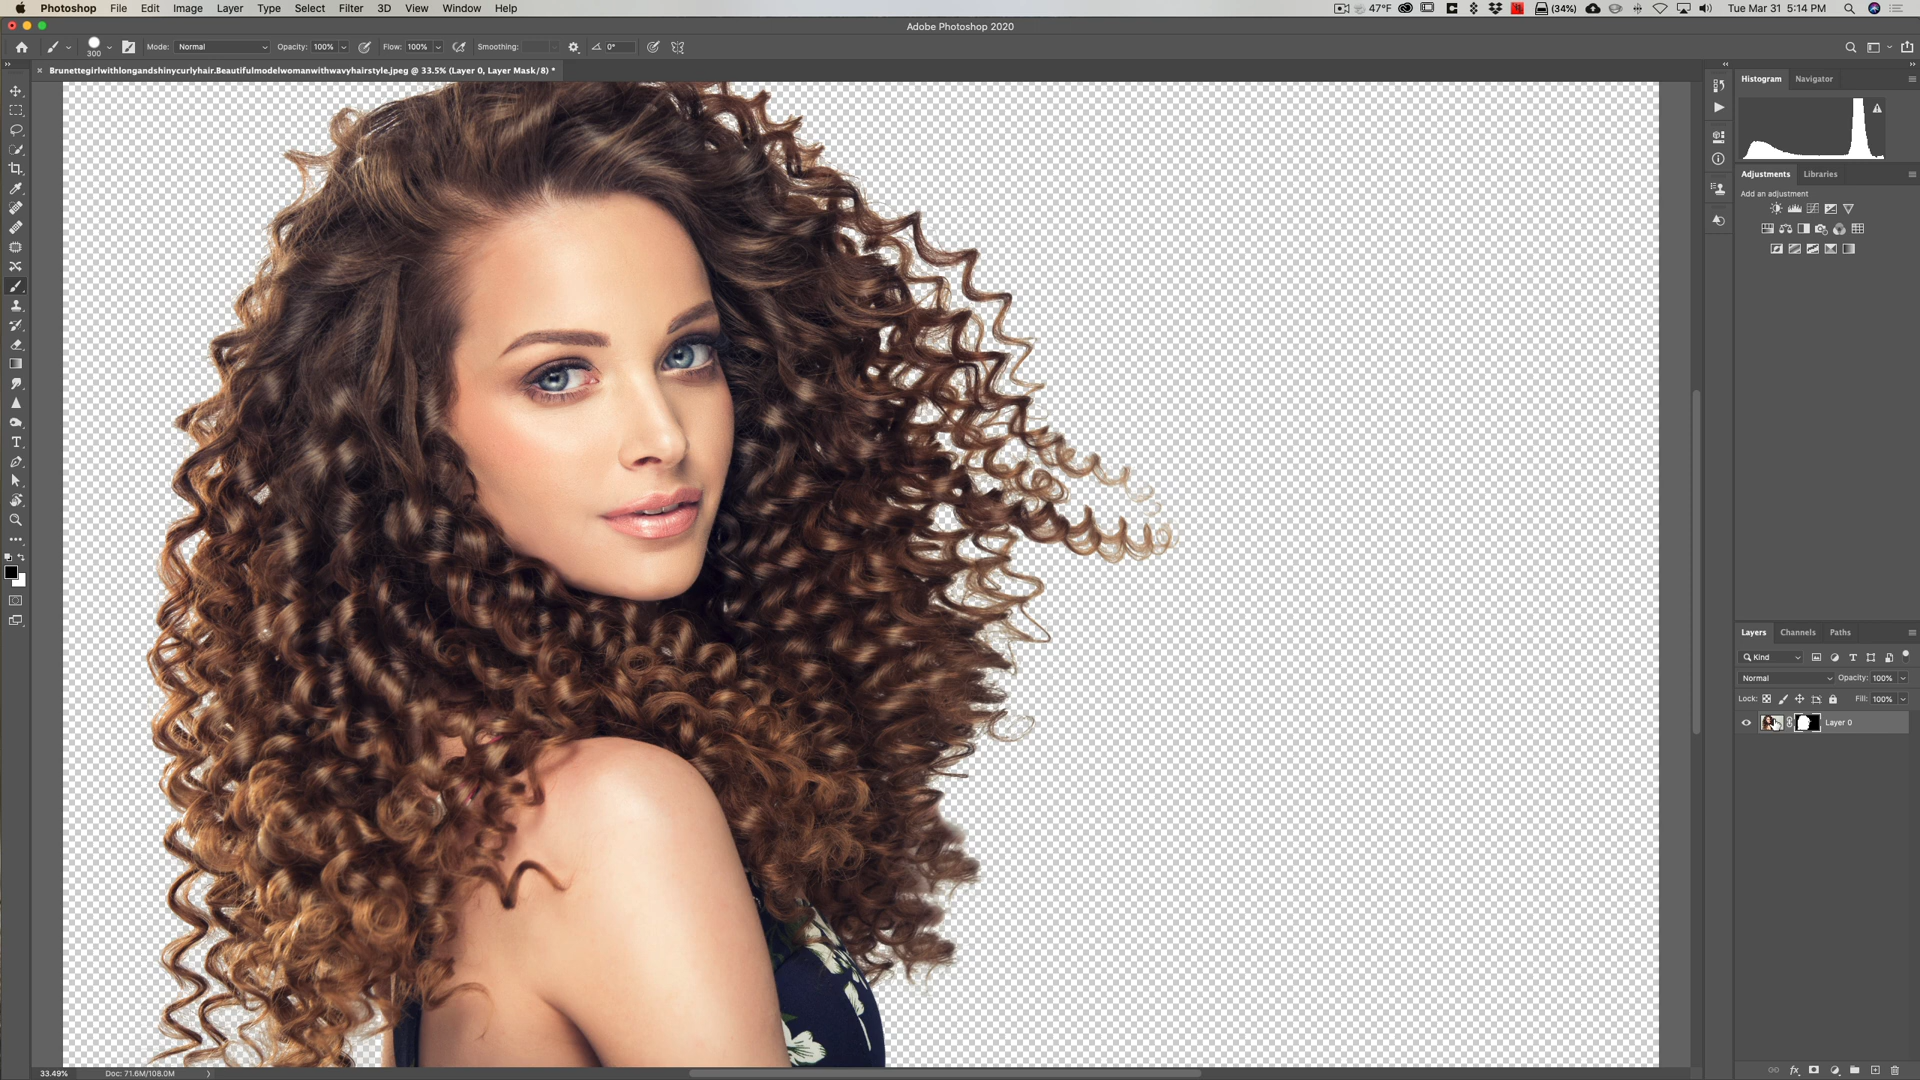 Photoshop File Edit Image Layer Type Select Filter 3D View Window Help 47°F (34%) Tue Mar 31 5:14 PM
Adobe Photoshop 2020
300 Mode: Normal Opacity: 100% Flow: 100% Smoothing: 0°
Brunettegirlwithlongandshinycurlyhair.Beautifulmodelwomanwithwavyhairstyle.jpeg @ 33.5% (Layer 0, Layer Mask/8) *
Histogram Navigator
Adjustments Libraries
Add an adjustment
Layers Channels Paths
Kind
Normal Opacity: 100%
Lock: Fill: 100%
Layer 0
33.49% Doc: 71.6M/108.0M